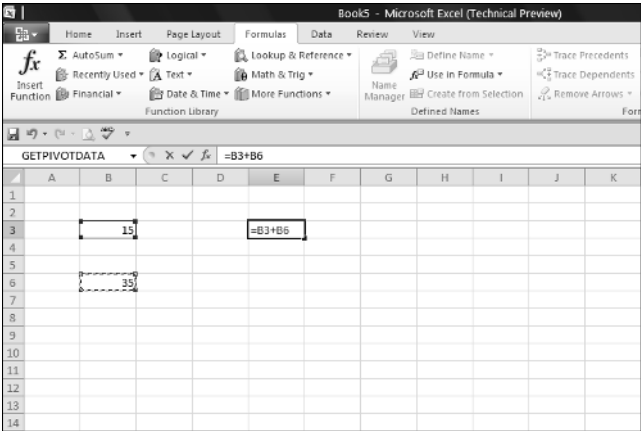 Book5 - Microsoft Excel (Technical Preview)
Home Insert Page Layout Formulas Data Review View
fx Σ AutoSum Logical Lookup & Reference Define Name Trace Precedents
Recently Used Text Math & Trig Use in Formula Trace Dependents
Insert Function Financial Date & Time More Functions Name Manager Create from Selection Remove Arrows
Function Library Defined Names Form
GETPIVOTDATA fx =B3+B6
A B C D E F G H I J K
1
2
3 15 =B3+B6
4
5
6 35
7
8
9
10
11
12
13
14